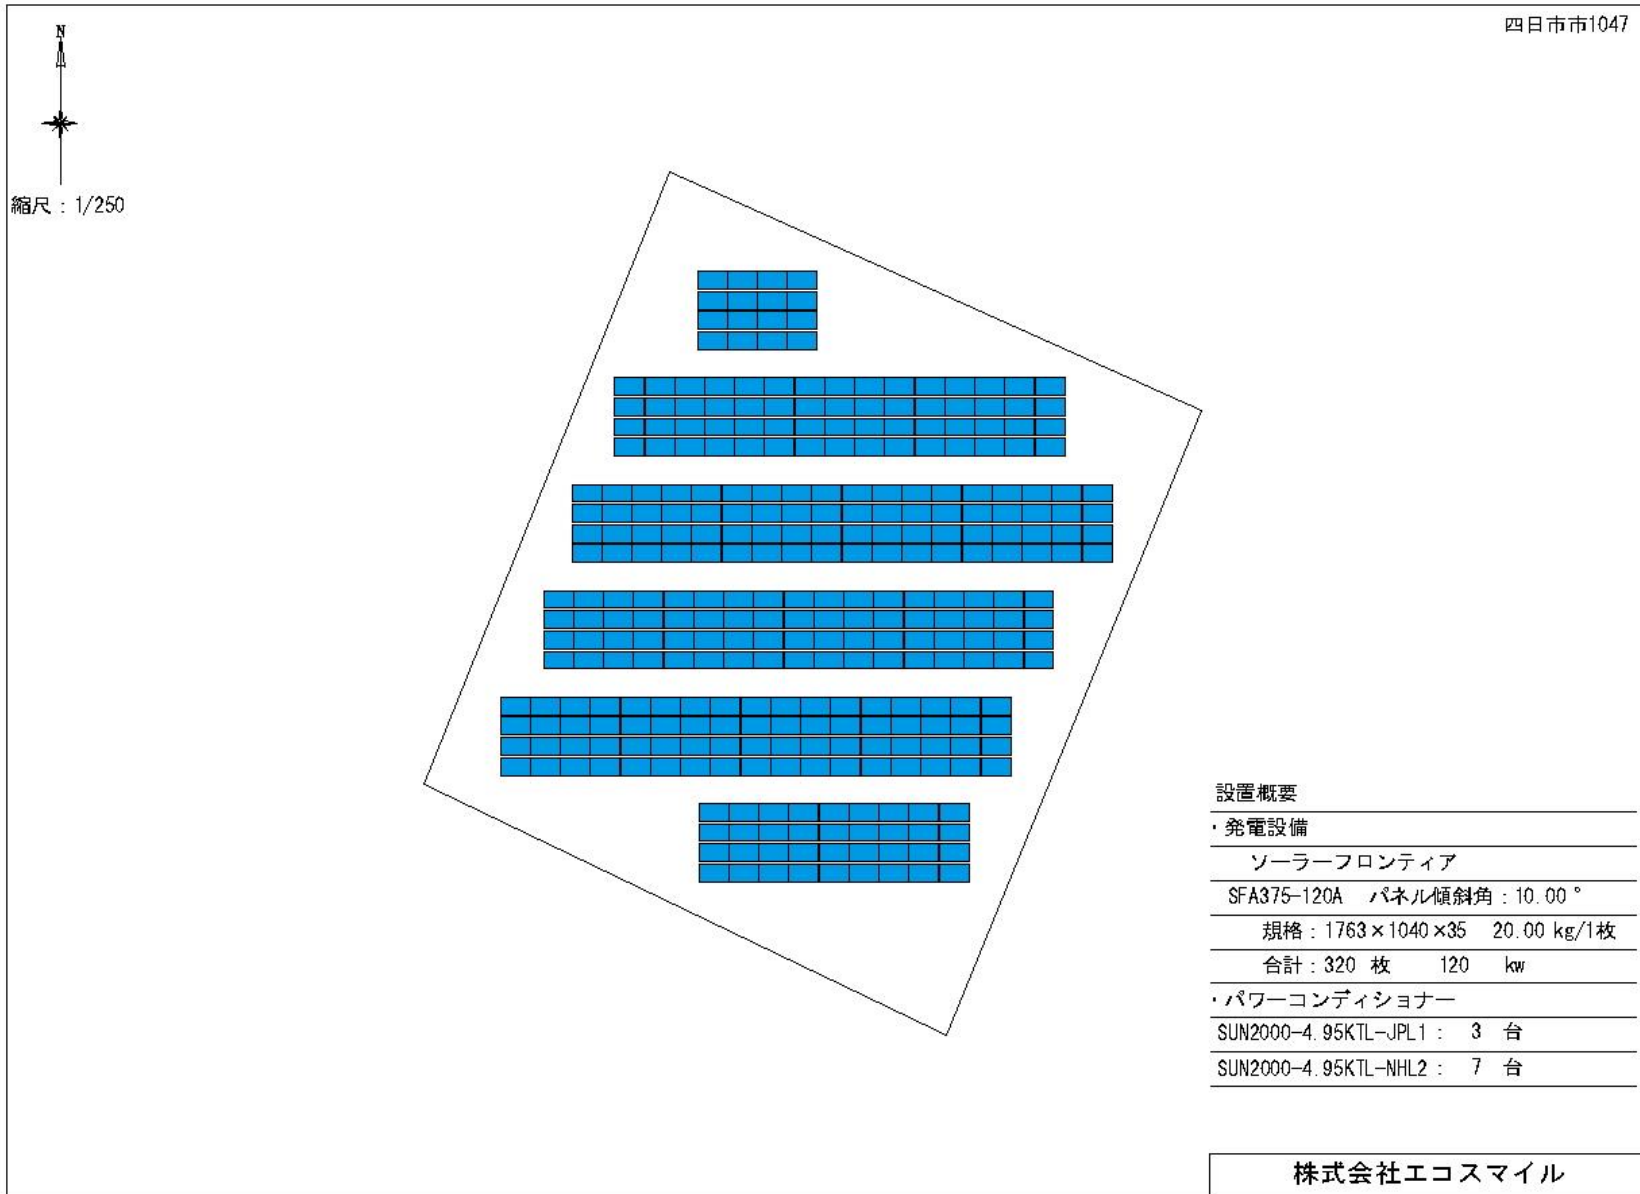 四日市市1047
N
縮尺：1/250
設置概要
・発電設備
ソーラーフロンティア
SFA375-120A パネル傾斜角：10.00°
規格：1763×1040×35 20.00 kg/1枚
合計：320 枚 120 kw
・パワーコンディショナー
SUN2000-4.95KTL-JPL1： 3 台
SUN2000-4.95KTL-NHL2： 7 台
株式会社エコスマイル